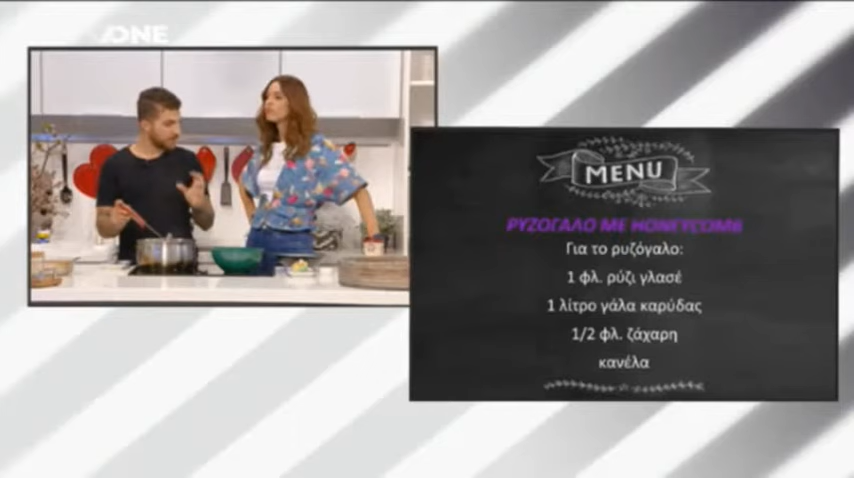 ONE
MENU
ΡΥΖΟΓΑΛΟ ΜΕ HONEYCOMB
Για το ρυζόγαλο:
1 φλ. ρύζι γλασέ
1 λίτρο γάλα καρύδας
1/2 φλ. ζάχαρη
κανέλα